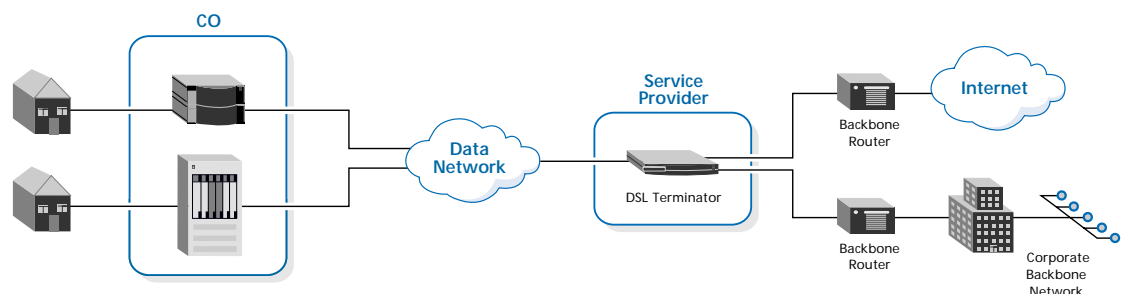 CO
Service
Provider
Internet
Backbone
Router
Data
Network
DSL Terminator
Backbone
Router
Corporate
Backbone
Network